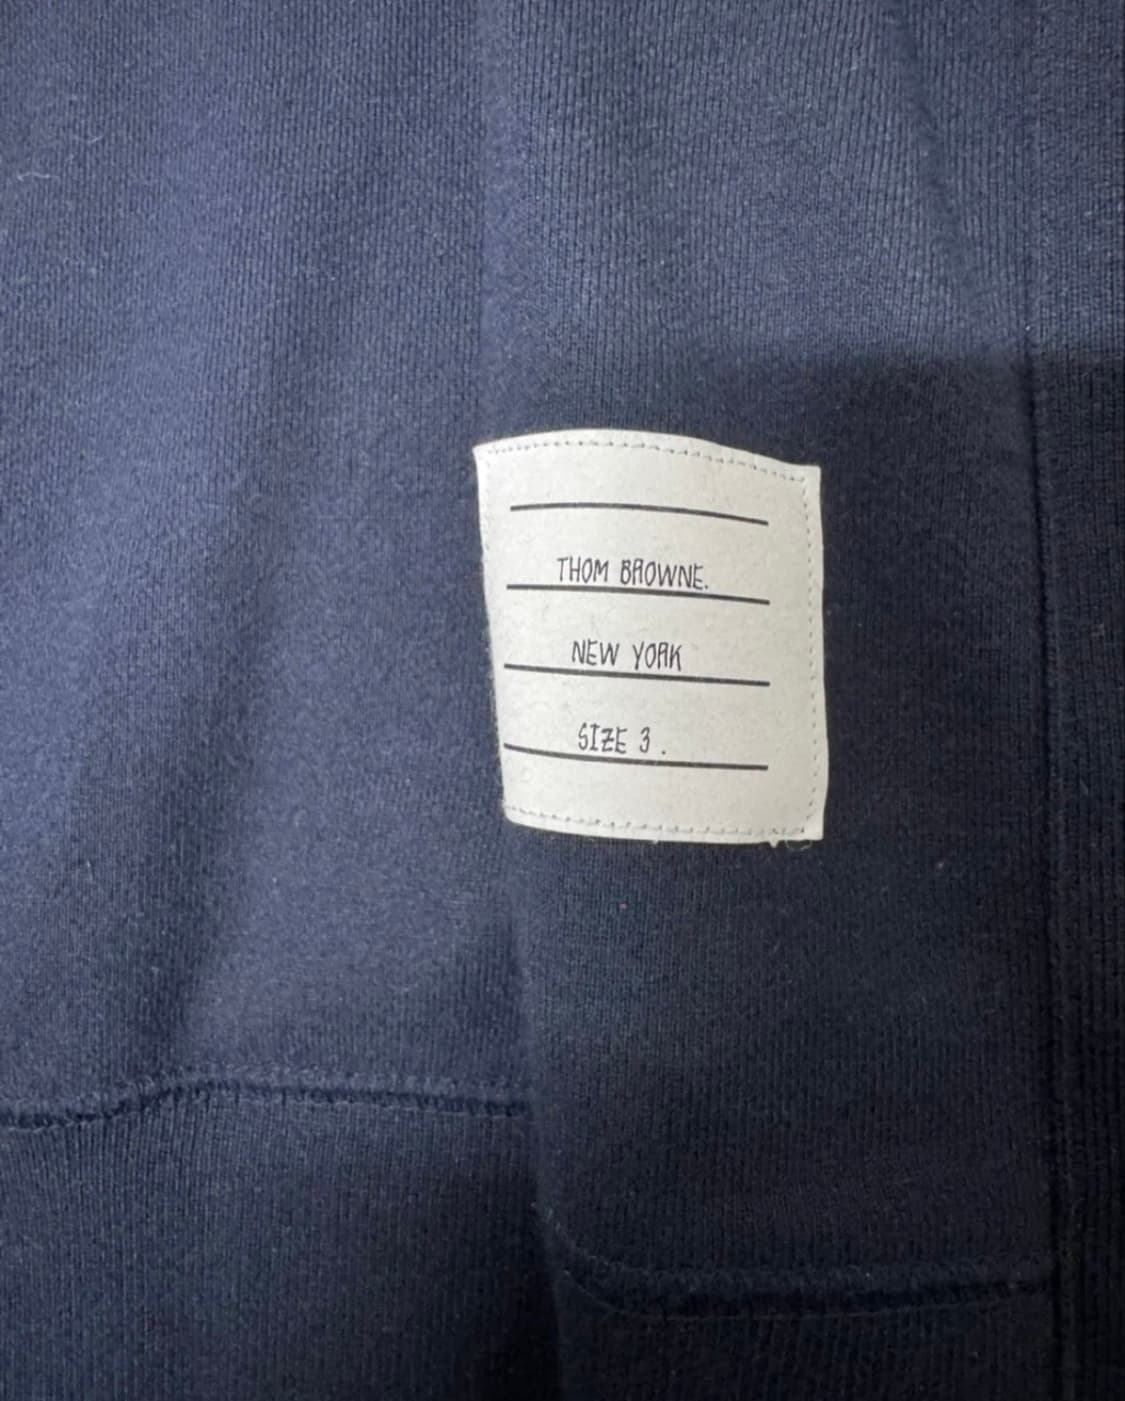 THOM BROWNE.
NEW YORK
SIZE 3.